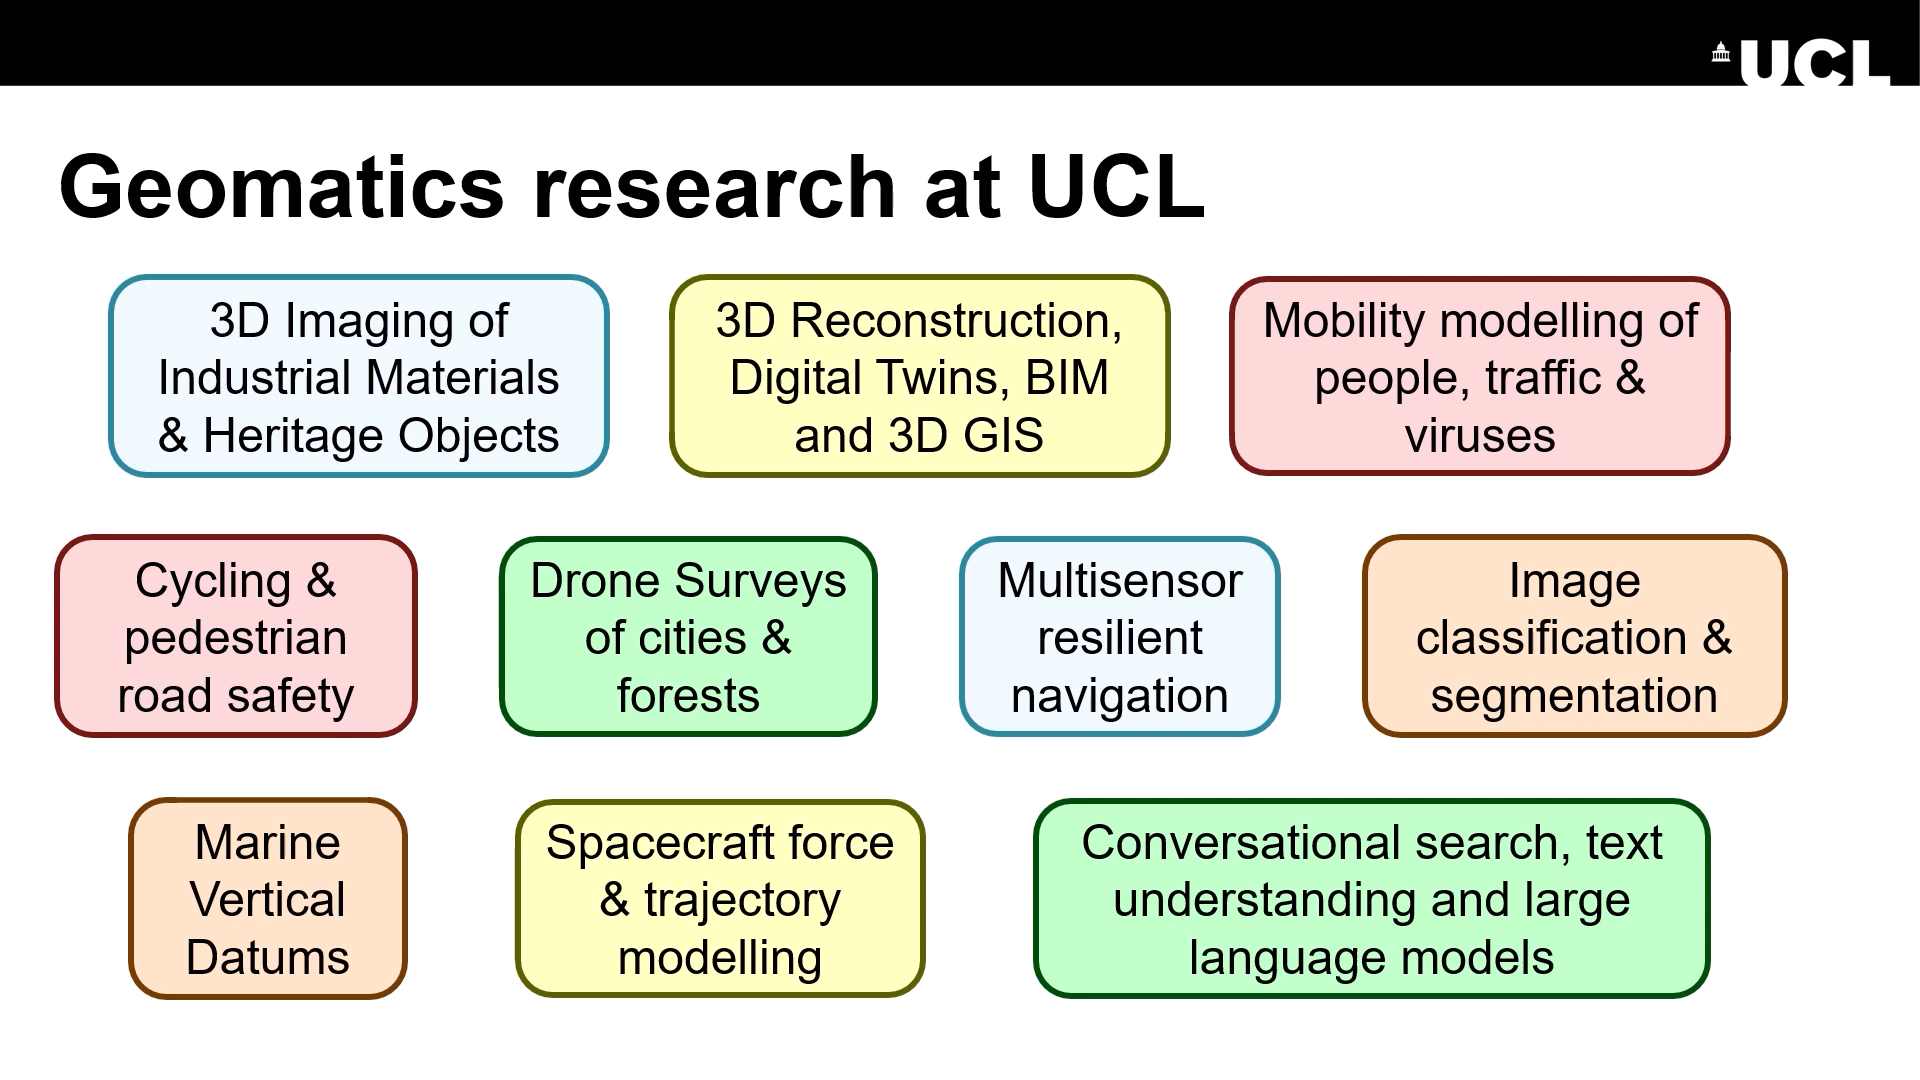 UCL
Geomatics research at UCL
3D Imaging of
Industrial Materials
& Heritage Objects
3D Reconstruction,
Digital Twins, BIM
and 3D GIS
Mobility modelling of
people, traffic &
viruses
Cycling &
pedestrian
road safety
Drone Surveys
of cities &
forests
Multisensor
resilient
navigation
Image
classification &
segmentation
Marine
Vertical
Datums
Spacecraft force
& trajectory
modelling
Conversational search, text
understanding and large
language models